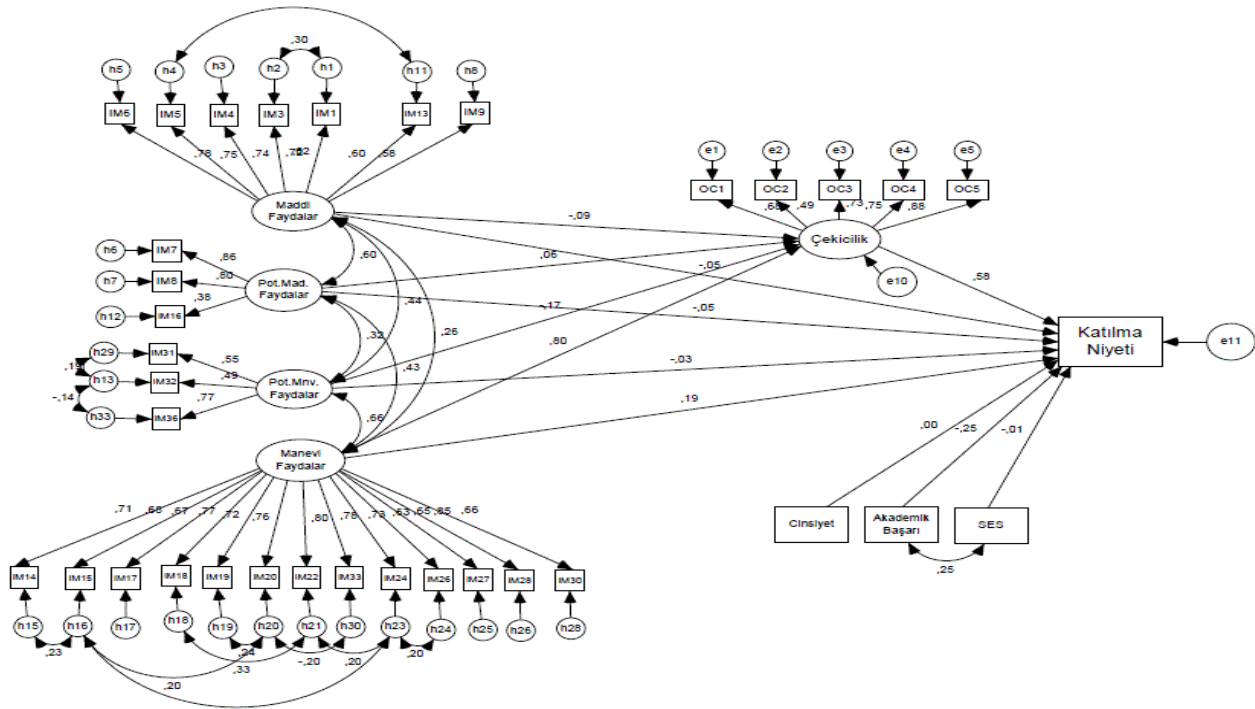 ,30
h5
h4
h3
h2
h1
h11
h8
IM6
IM5
IM4
IM3
IM1
IM13
IM9
,78
,75
,74
,60
,58
Maddi
Faydalar
e1
e2
e3
e4
e5
OC1
OC2
OC3
OC4
OC5
,49
,73
,75
,88
Çekicilik
e10
-,09
,06
-,05
-,17
-,05
,80
,58
h6
IM7
,86
h7
IM8
,80
h12
IM16
,38
Pot.Mad.
Faydalar
,60
,44
,26
,32
,43
Katılma
Niyeti
e11
h29
IM31
,55
,19
h13
IM32
,49
-,14
h33
IM36
,77
Pot.Mnv.
Faydalar
-,03
,66
,19
Manevi
Faydalar
,00
-,25
-,01
Cinsiyet
Akademik
Başarı
SES
,25
,71
,68
,67
,77
,72
,76
,80
,78
,73
,63
,65
,85
,66
IM14
IM15
IM17
IM18
IM19
IM20
IM22
IM33
IM24
IM26
IM27
IM28
IM30
h15
h16
h17
h18
h19
h20
h21
h30
h23
h24
h25
h26
h28
,23
,24
-,20
,20
,20
,33
,20